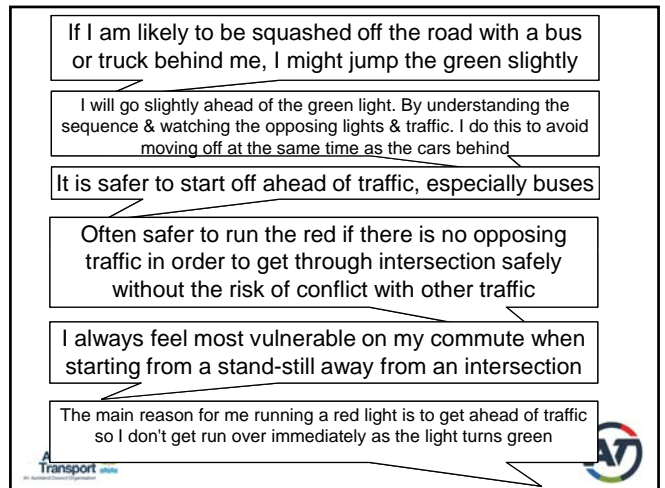 If I am likely to be squashed off the road with a bus
or truck behind me, I might jump the green slightly
I will go slightly ahead of the green light. By understanding the
sequence & watching the opposing lights & traffic. I do this to avoid
moving off at the same time as the cars behind
It is safer to start off ahead of traffic, especially buses
Often safer to run the red if there is no opposing
traffic in order to get through intersection safely
without the risk of conflict with other traffic
I always feel most vulnerable on my commute when
starting from a stand-still away from an intersection
The main reason for me running a red light is to get ahead of traffic
so I don't get run over immediately as the light turns green
Transport
An Auckland Council Organisation
AT